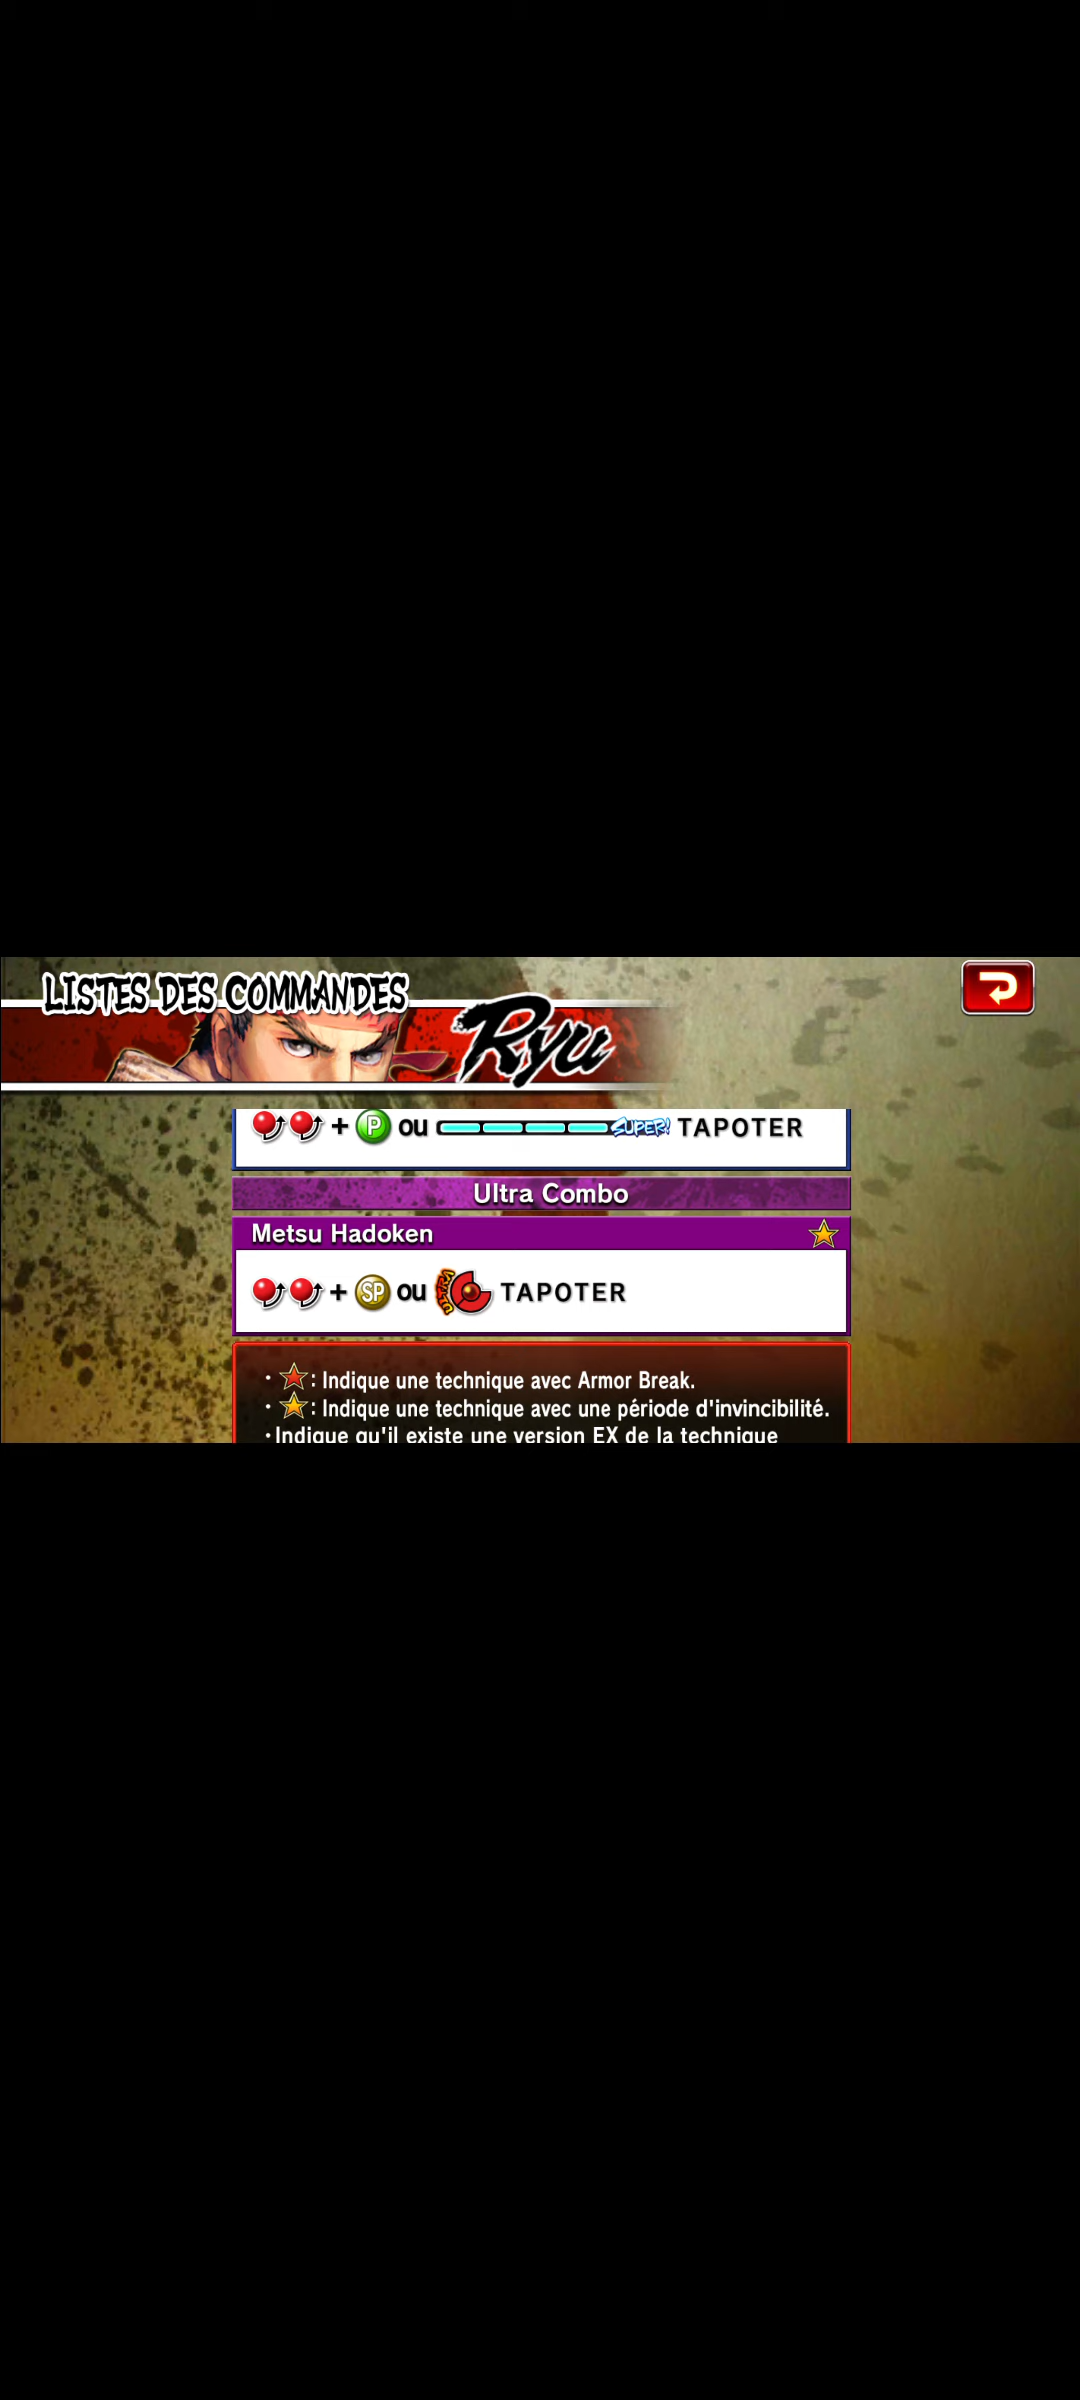 LISTES DES COMMANDES
Ryu
+ P ou SUPER! TAPOTER
Ultra Combo
Metsu Hadoken
+ SP ou ULTRA TAPOTER
· : Indique une technique avec Armor Break.
· : Indique une technique avec une période d'invincibilité.
·Indique qu'il existe une version EX de la technique